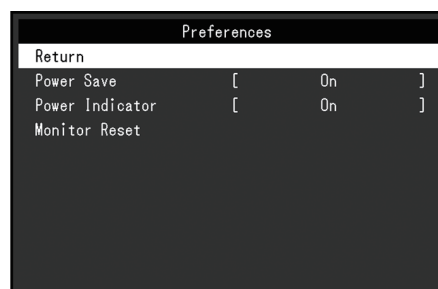 Preferences
Return
Power Save [ On ]
Power Indicator [ On ]
Monitor Reset